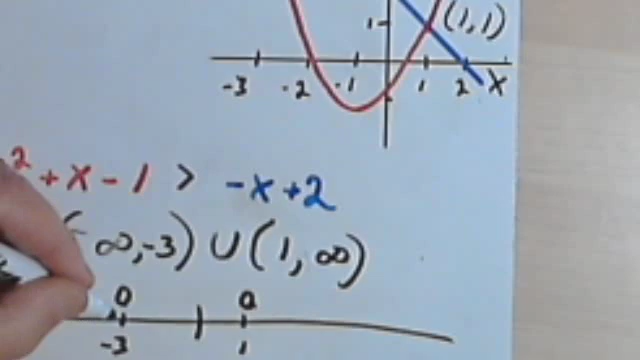 1
(1,1)
-3 -2 -1 1 2 X
² + x - 1 > -x + 2
(-∞,-3) ∪ (1, ∞)
0 0
-3 1